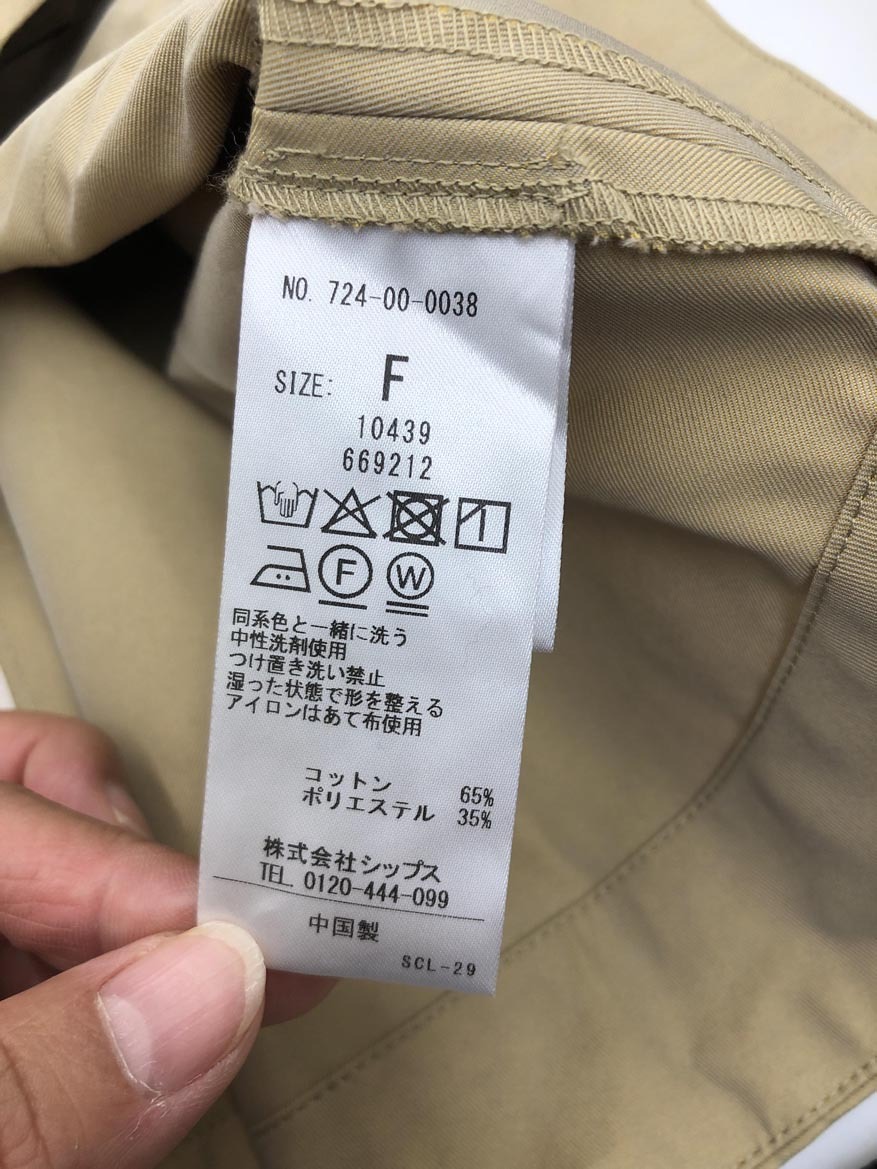 NO. 724-00-0038
SIZE: F
10439
669212
F W
同系色と一緒に洗う
中性洗剤使用
つけ置き洗い禁止
湿った状態で形を整える
アイロンはあて布使用
コットン 65%
ポリエステル 35%
株式会社シップス
TEL. 0120-444-099
中国製
SCL-29